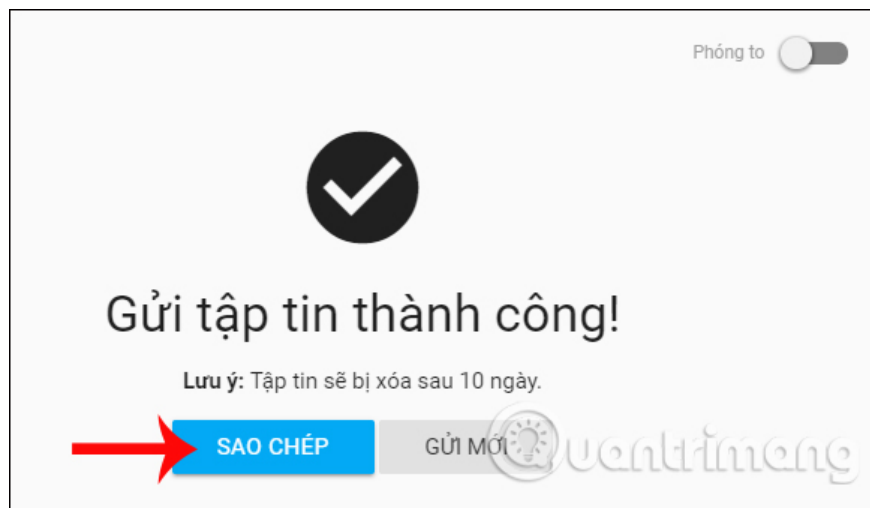 Phóng to
Gửi tập tin thành công!
Lưu ý: Tập tin sẽ bị xóa sau 10 ngày.
SAO CHÉP
GỬI MỚI
Quantrimang